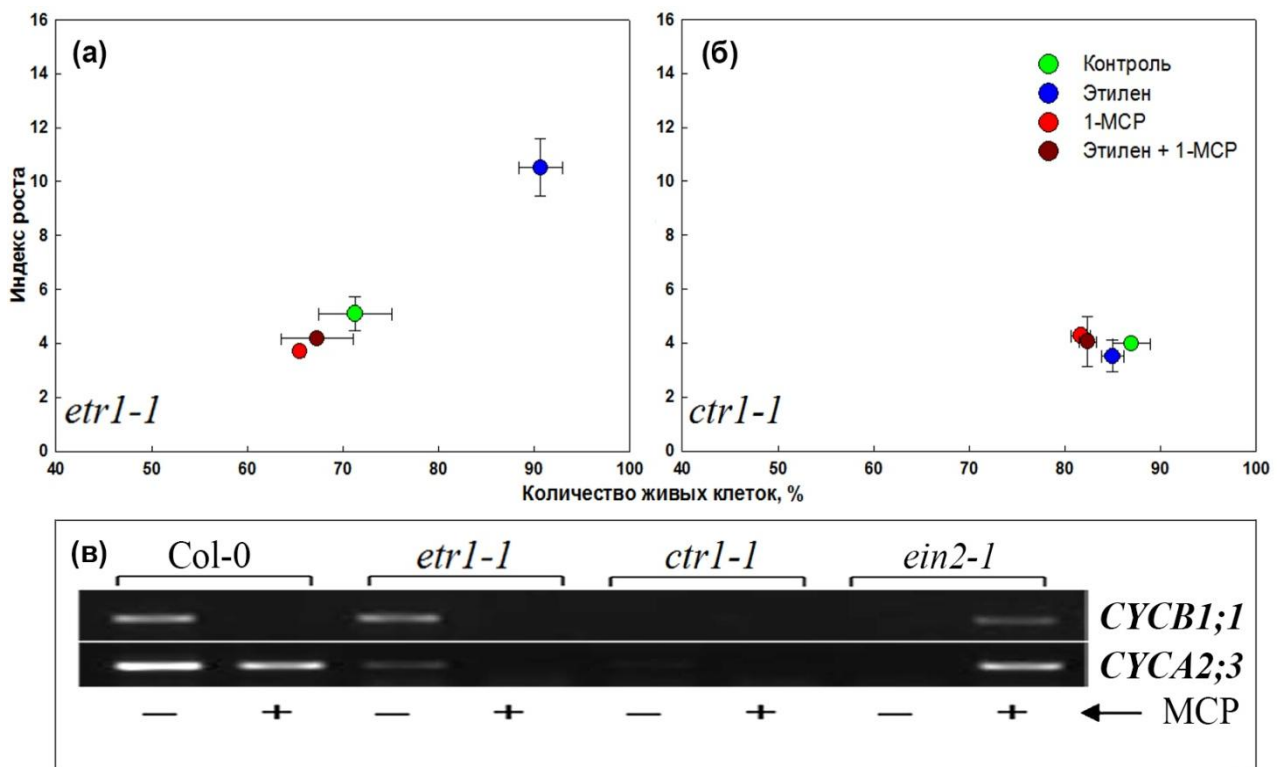 (а)
Индекс роста
16
14
12
10
8
6
4
2
0
etr1-1
40 50 60 70 80 90 100
(б)
Контроль
Этилен
1-МСР
Этилен + 1-МСР
16
14
12
10
8
6
4
2
0
ctr1-1
40 50 60 70 80 90 100
Количество живых клеток, %
(в)
Col-0 etr1-1 ctr1-1 ein2-1
CYCB1;1
CYCA2;3
— + — + — + — + ← MCP